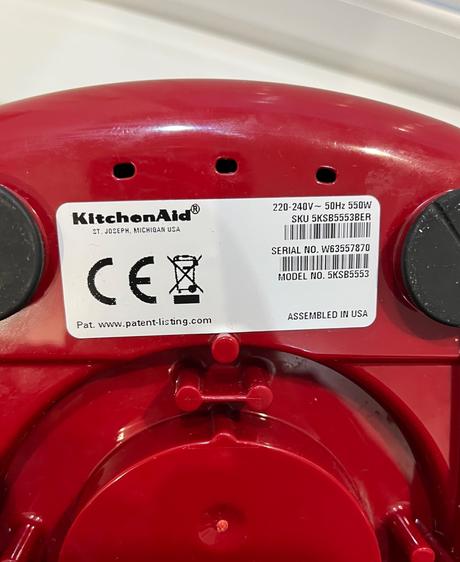 KitchenAid®
ST. JOSEPH, MICHIGAN USA
220-240V~ 50Hz 550W
SKU 5KSB5553BER
SERIAL NO. W63557870
MODEL NO. 5KSB5553
CE
Pat. www.patent-listing.com
ASSEMBLED IN USA